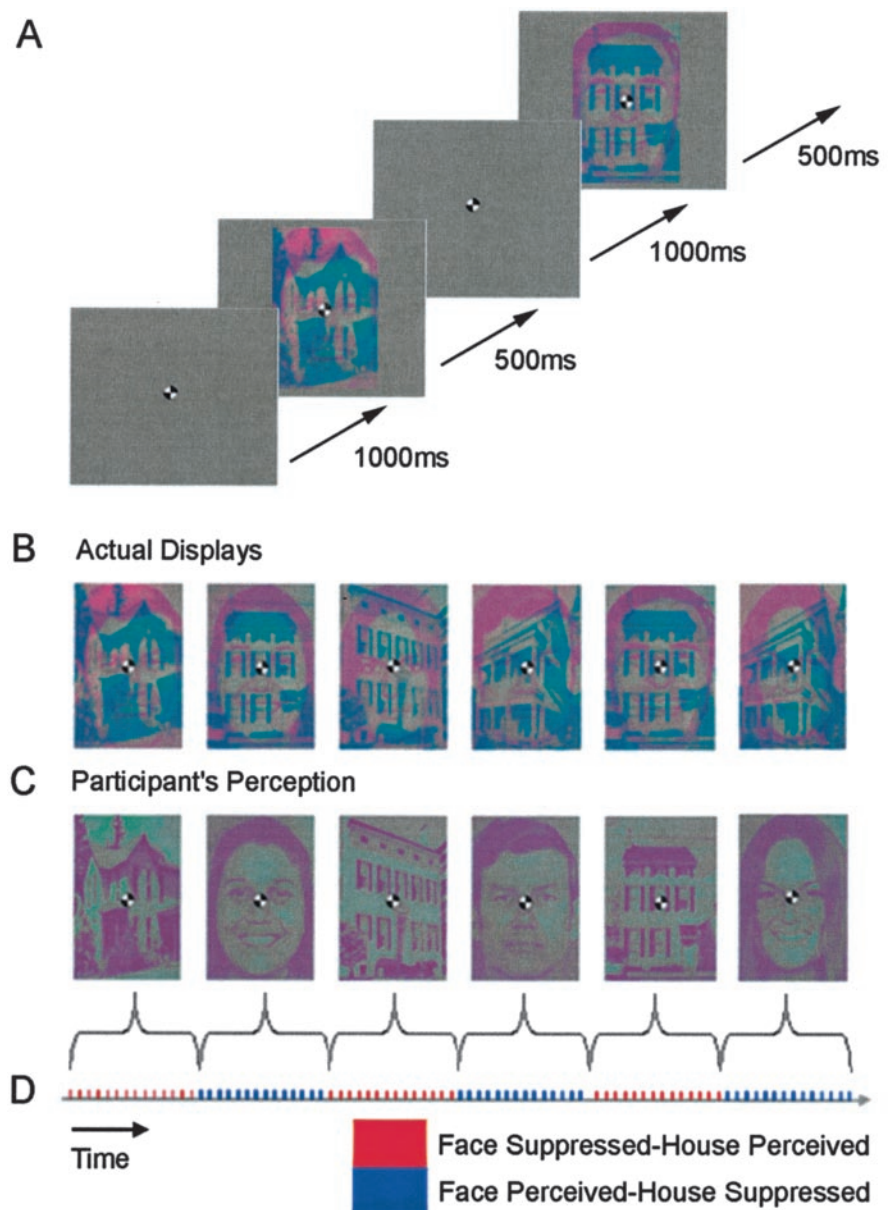 A
500ms
1000ms
500ms
1000ms
B Actual Displays
C Participant's Perception
D
Time
Face Suppressed-House Perceived
Face Perceived-House Suppressed